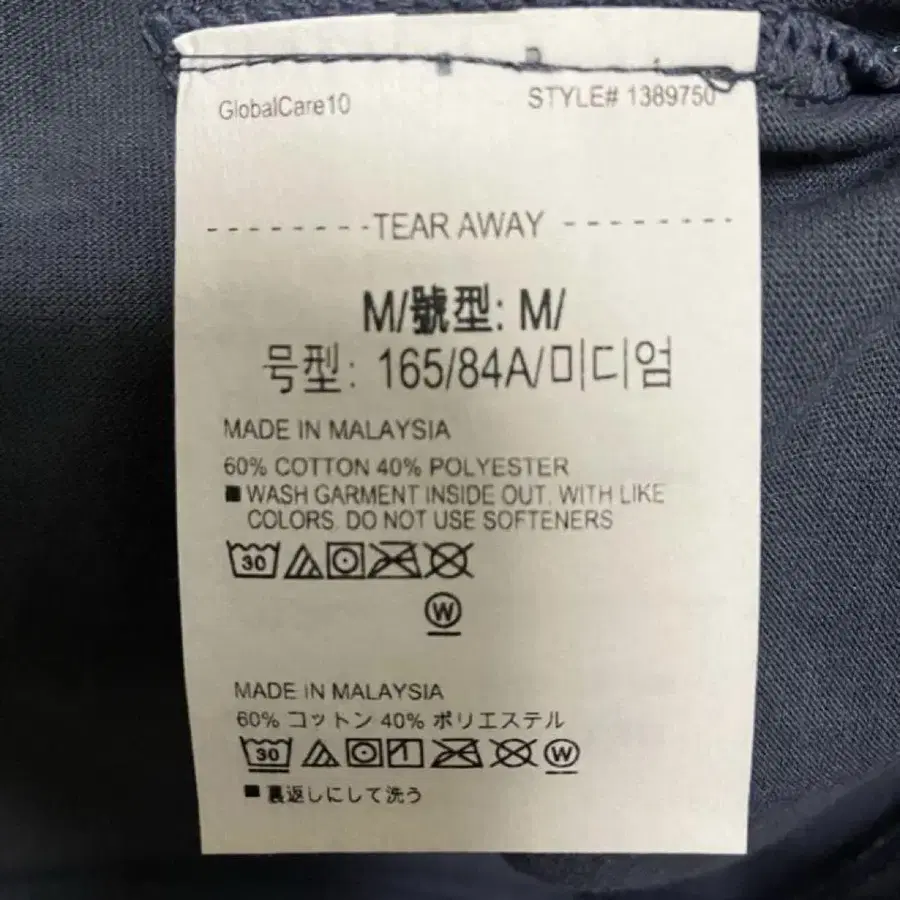 GlobalCare10
STYLE# 1389750
TEAR AWAY
M/號型: M/
号型: 165/84A/미디엄
MADE IN MALAYSIA
60% COTTON 40% POLYESTER
■ WASH GARMENT INSIDE OUT, WITH LIKE
COLORS. DO NOT USE SOFTENERS
30
W
MADE IN MALAYSIA
60% コットン 40% ポリエステル
30 W
■ 裏返しにして洗う